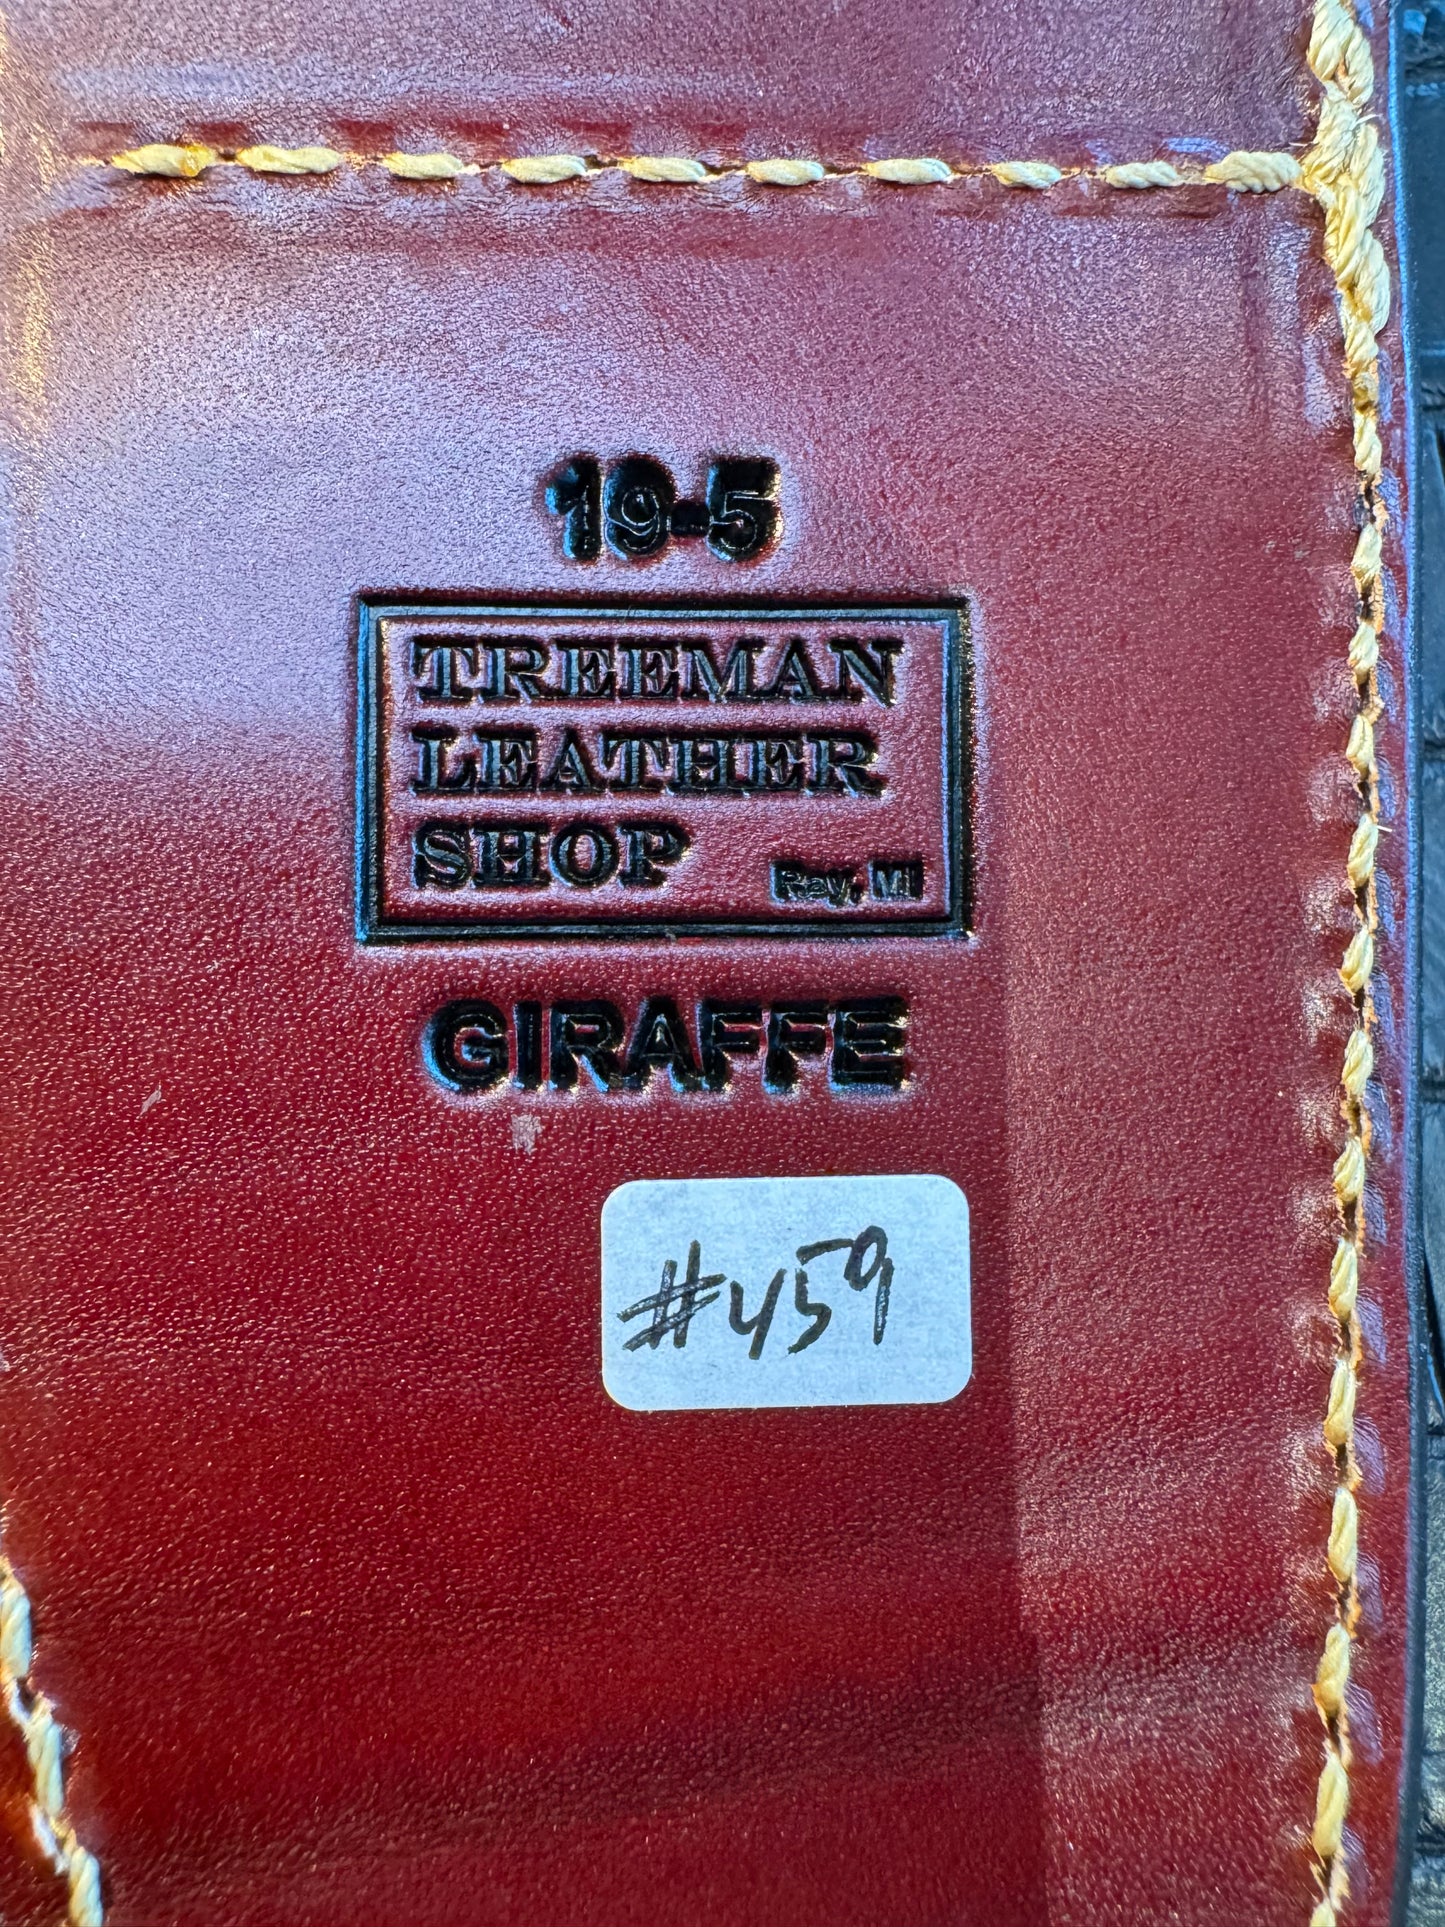 19-5
TREEMAN
LEATHER
SHOP
Ray, MI
GIRAFFE
#459